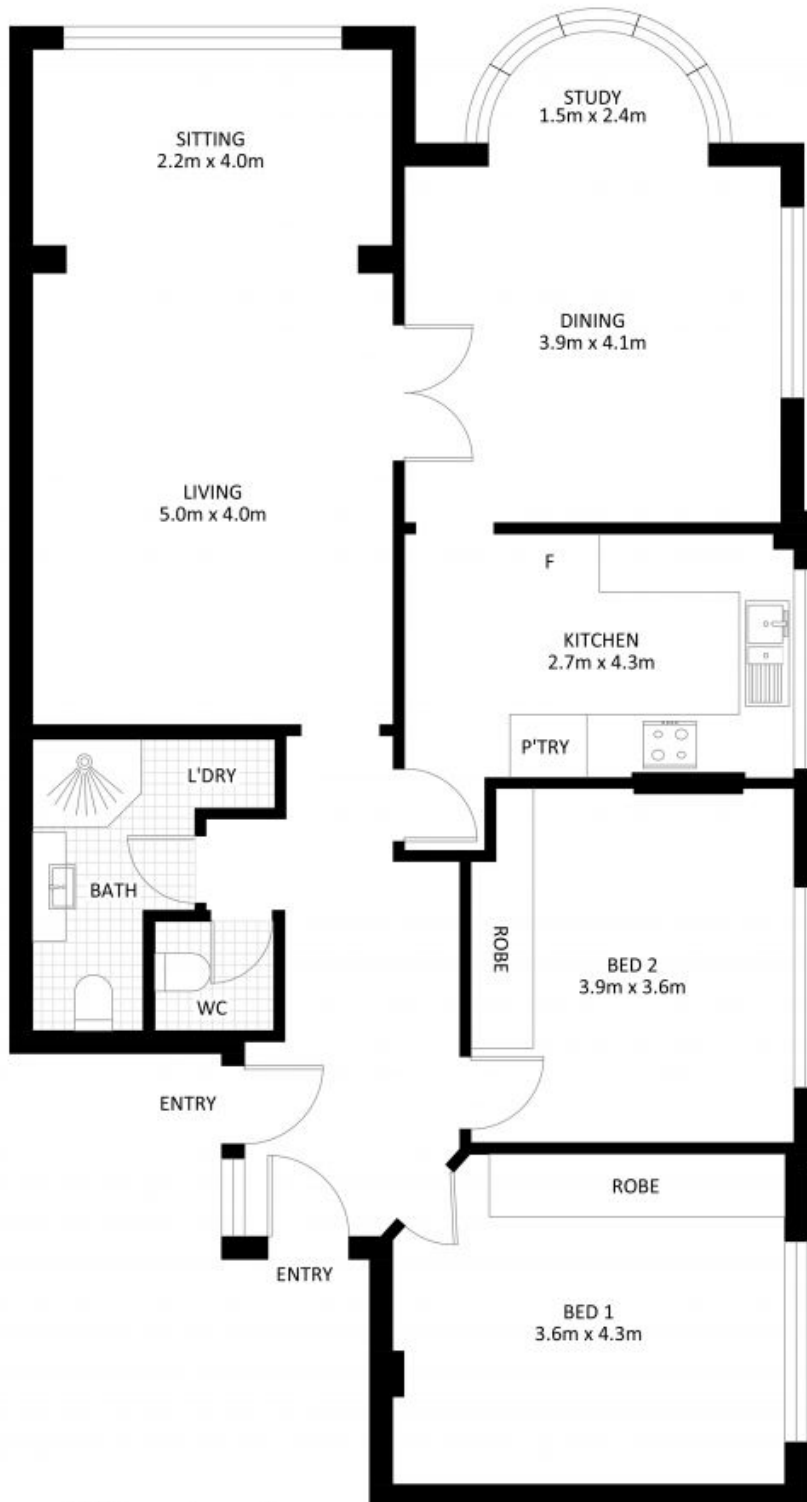 STUDY
1.5m x 2.4m
SITTING
2.2m x 4.0m
DINING
3.9m x 4.1m
LIVING
5.0m x 4.0m
F
KITCHEN
2.7m x 4.3m
P'TRY
L'DRY
BATH
ROBE
BED 2
3.9m x 3.6m
WC
ENTRY
ROBE
ENTRY
BED 1
3.6m x 4.3m